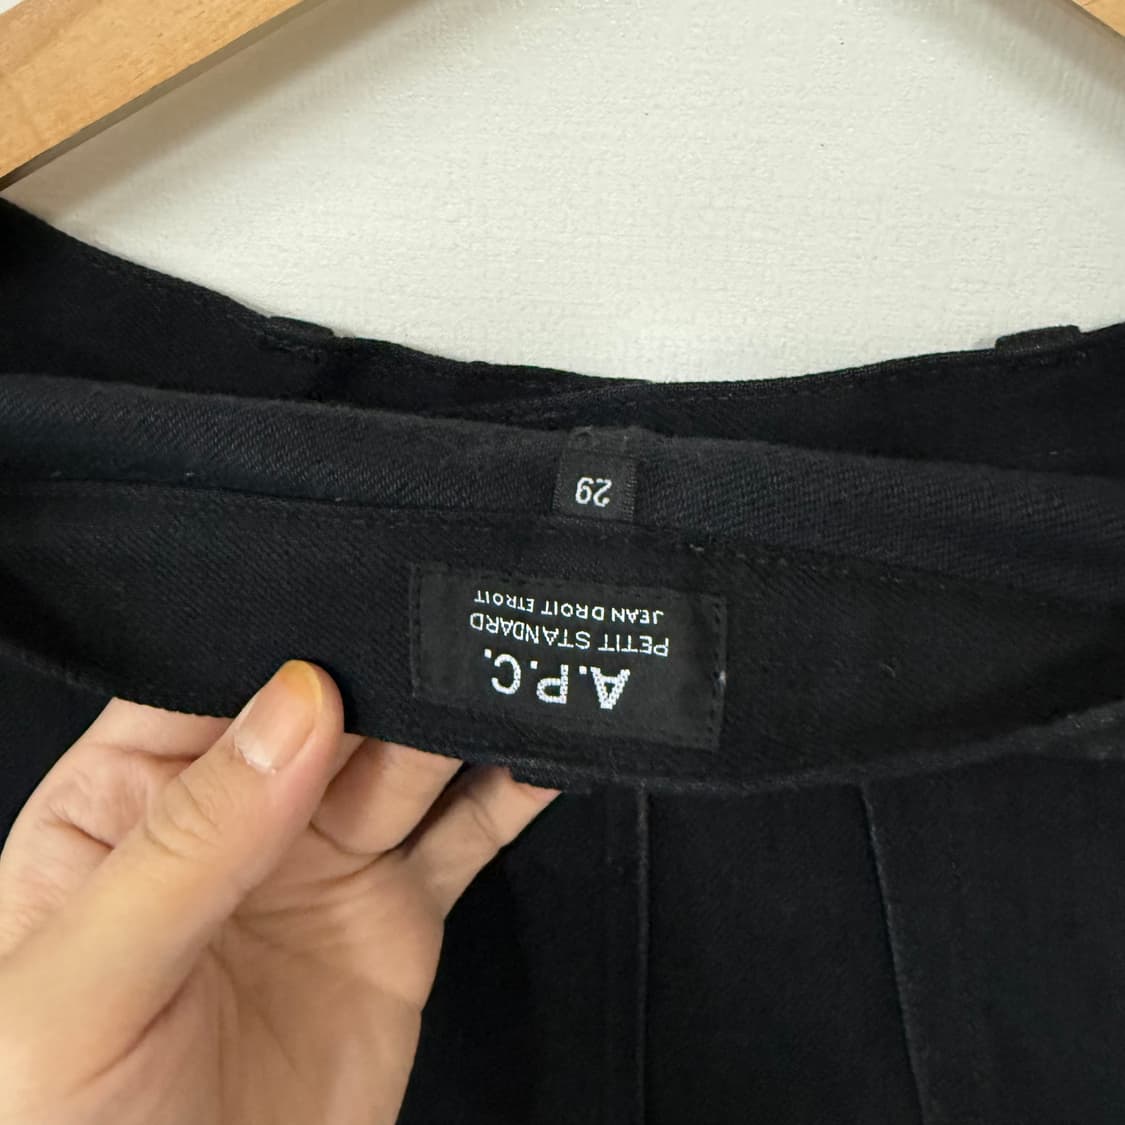 A.P.C.
PETIT STANDARD
JEAN DROIT ETROIT
29